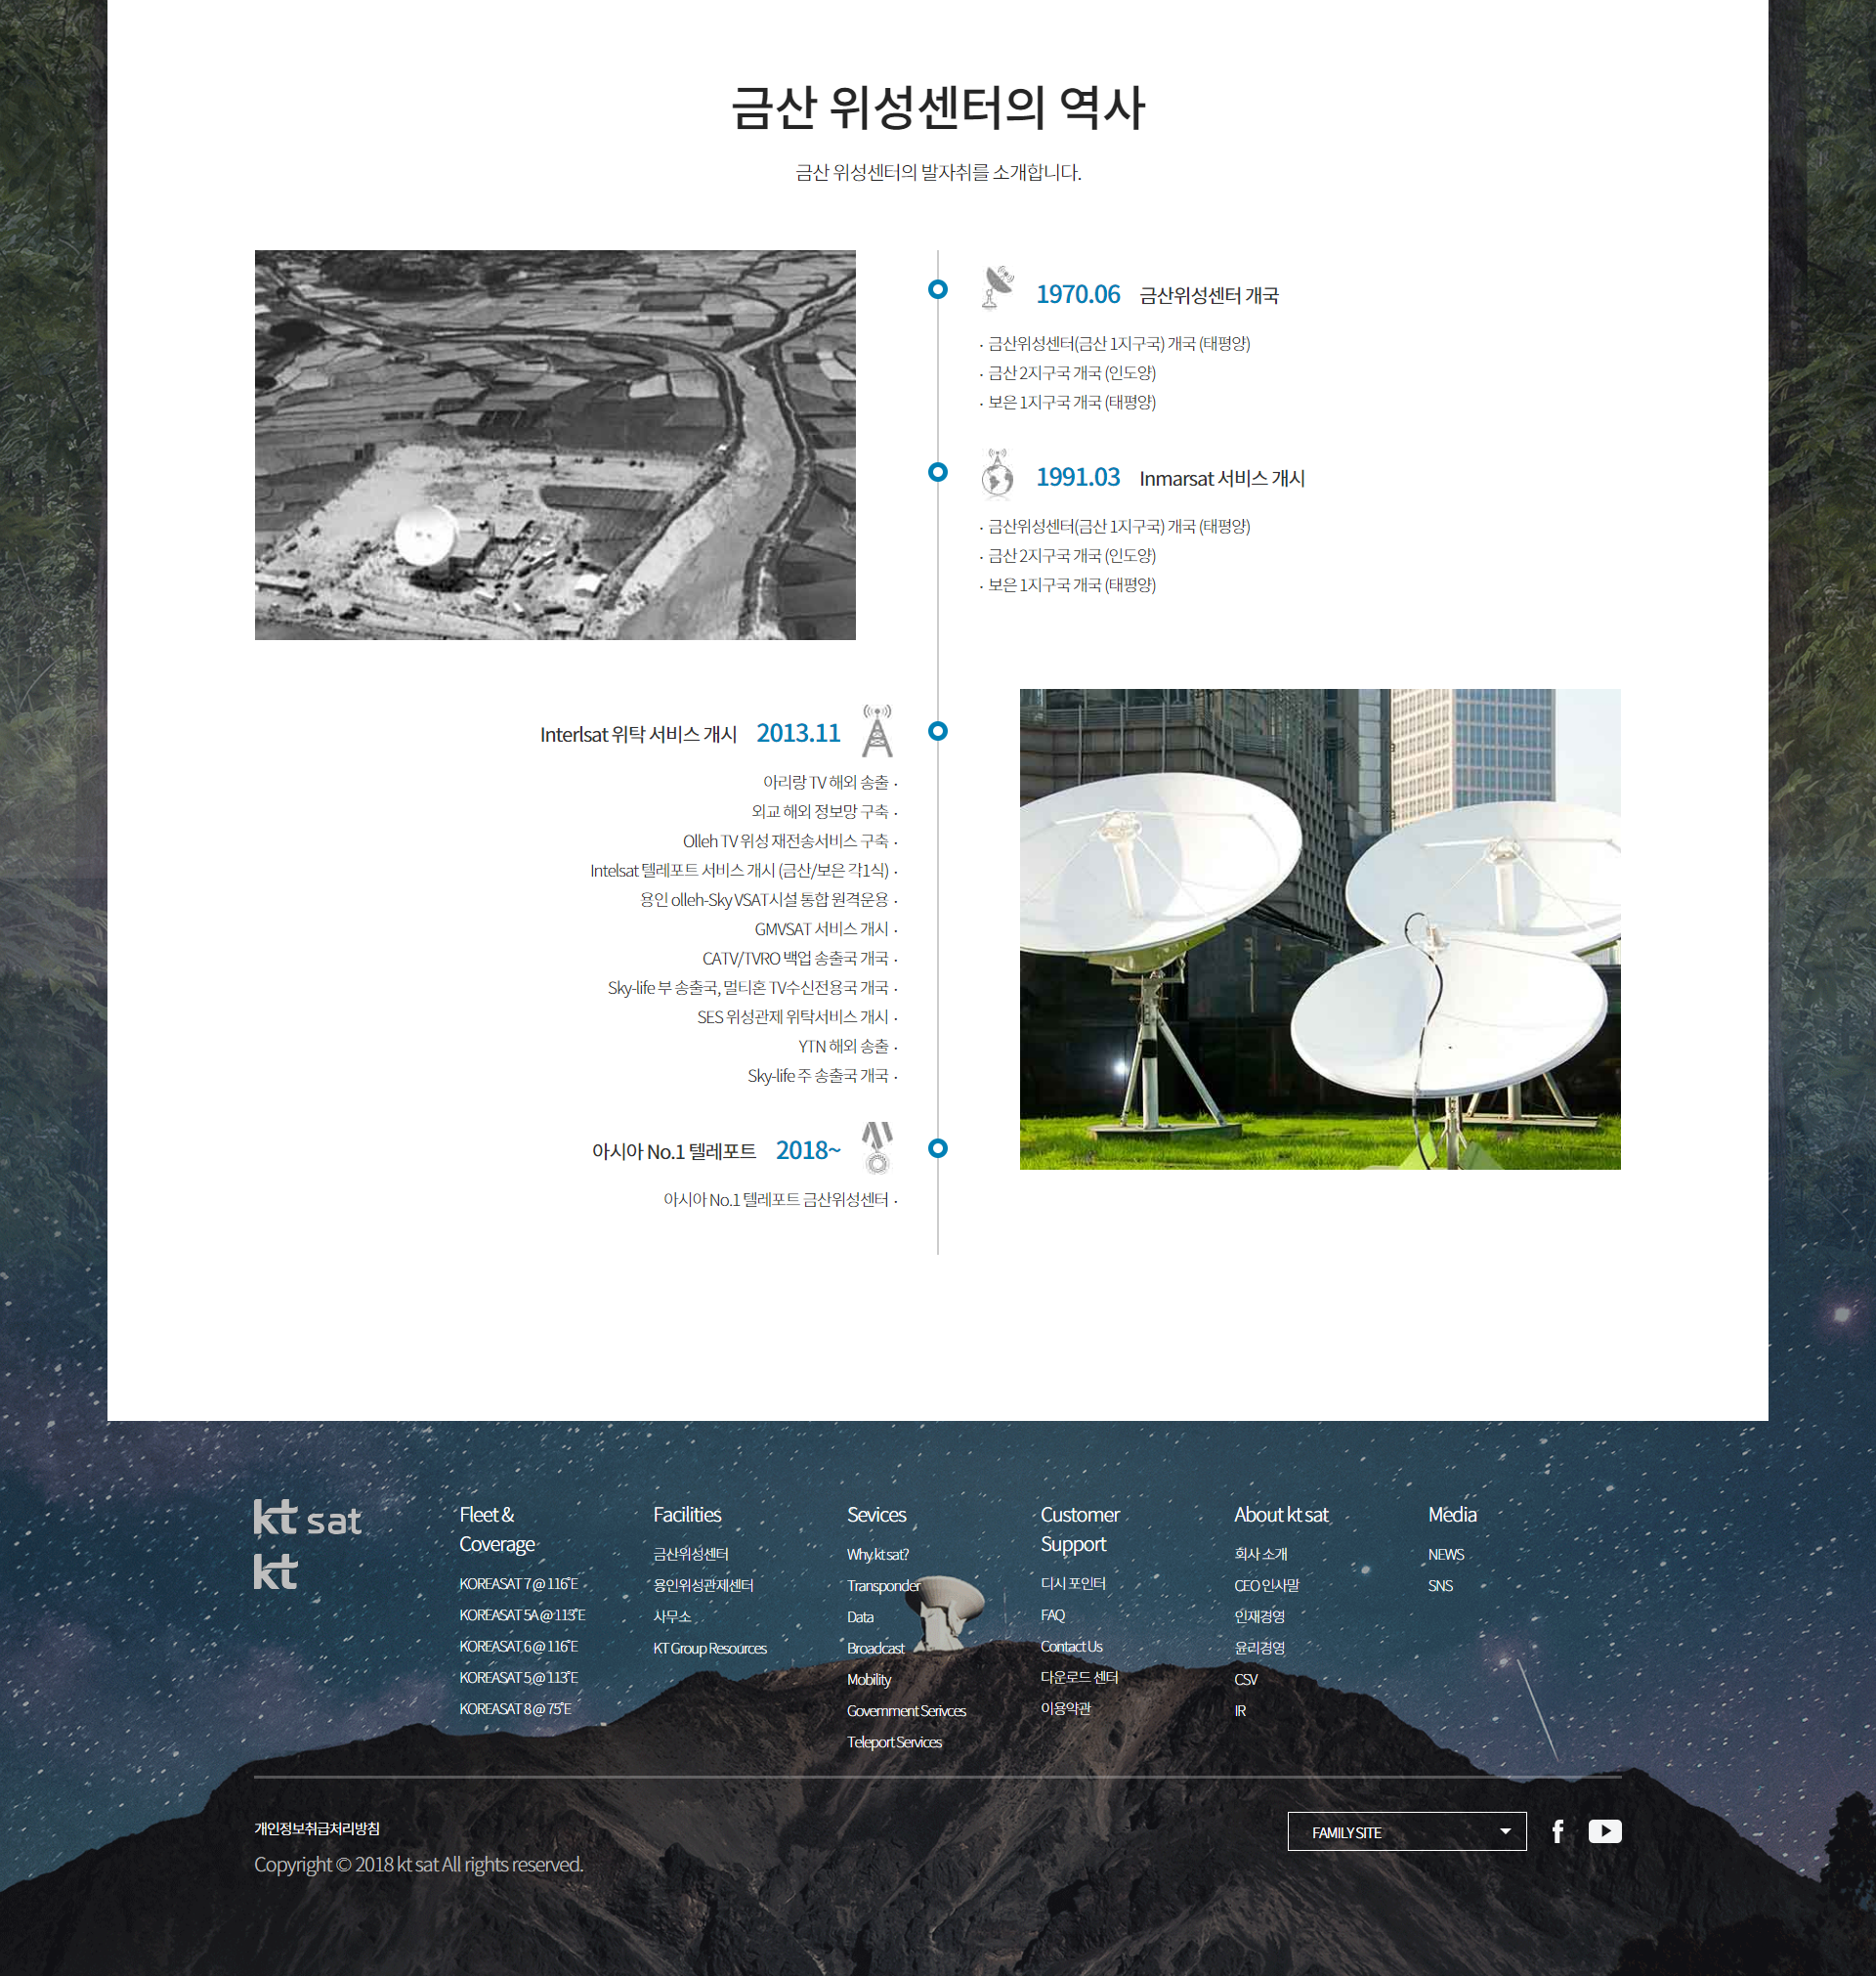 금산 위성센터의 역사
금산 위성센터의 발자취를 소개합니다.
1970.06 금산위성센터 개국
· 금산위성센터(금산 1지구국) 개국 (태평양)
· 금산 2지구국 개국 (인도양)
· 보은 1지구국 개국 (태평양)
1991.03 Inmarsat 서비스 개시
· 금산위성센터(금산 1지구국) 개국 (태평양)
· 금산 2지구국 개국 (인도양)
· 보은 1지구국 개국 (태평양)
Interlsat 위탁 서비스 개시 2013.11
아리랑 TV 해외 송출 ·
외교 해외 정보망 구축 ·
Olleh TV 위성 재전송서비스 구축 ·
Intelsat 텔레포트 서비스 개시 (금산/보은 각1식) ·
용인 olleh-Sky VSAT시설 통합 원격운용 ·
GMVSAT 서비스 개시 ·
CATV/TVRO 백업 송출국 개국 ·
Sky-life 부 송출국, 멀티혼 TV수신전용국 개국 ·
SES 위성관제 위탁서비스 개시 ·
YTN 해외 송출 ·
Sky-life 주 송출국 개국 ·
아시아 No.1 텔레포트 2018~
아시아 No.1 텔레포트 금산위성센터 ·
kt sat
kt
Fleet &
Coverage
KOREASAT 7 @ 116˚E
KOREASAT 5A @ 113˚E
KOREASAT 6 @ 116˚E
KOREASAT 5 @ 113˚E
KOREASAT 8 @ 75˚E
Facilities
금산위성센터
용인위성관제센터
사무소
KT Group Resources
Sevices
Why kt sat?
Transponder
Data
Broadcast
Mobility
Government Serivces
Teleport Services
Customer
Support
디시 포인터
FAQ
Contact Us
다운로드 센터
이용약관
About kt sat
회사 소개
CEO 인사말
인재경영
윤리경영
CSV
IR
Media
NEWS
SNS
개인정보취급처리방침
FAMILY SITE
Copyright © 2018 kt sat All rights reserved.